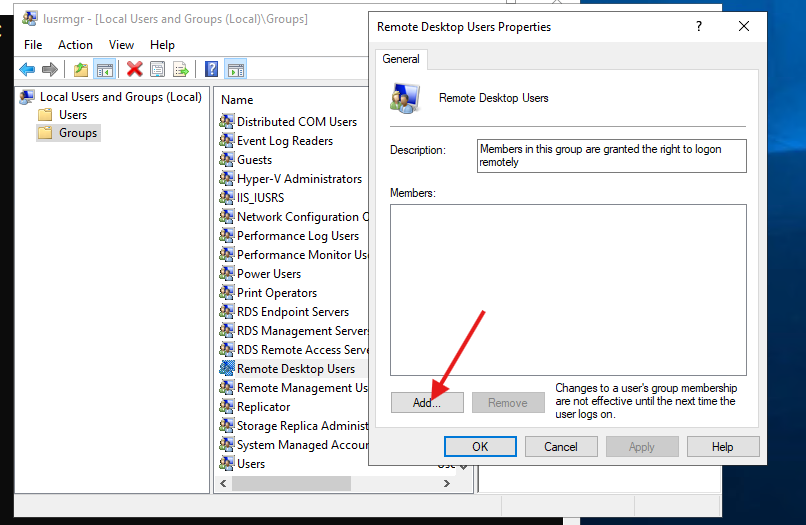 lusrmgr - [Local Users and Groups (Local)\Groups]
File Action View Help
Local Users and Groups (Local)
Users
Groups
Name
Distributed COM Users
Event Log Readers
Guests
Hyper-V Administrators
IIS_IUSRS
Network Configuration
Performance Log Users
Performance Monitor
Power Users
Print Operators
RDS Endpoint Servers
RDS Management Servers
RDS Remote Access
Remote Desktop Users
Remote Management
Replicator
Storage Replica
System Managed
Users
Remote Desktop Users Properties
General
Remote Desktop Users
Description:
Members in this group are granted the right to logon
remotely
Members:
Add...
Remove
Changes to a user's group membership
are not effective until the next time the
user logs on.
OK Cancel Apply Help